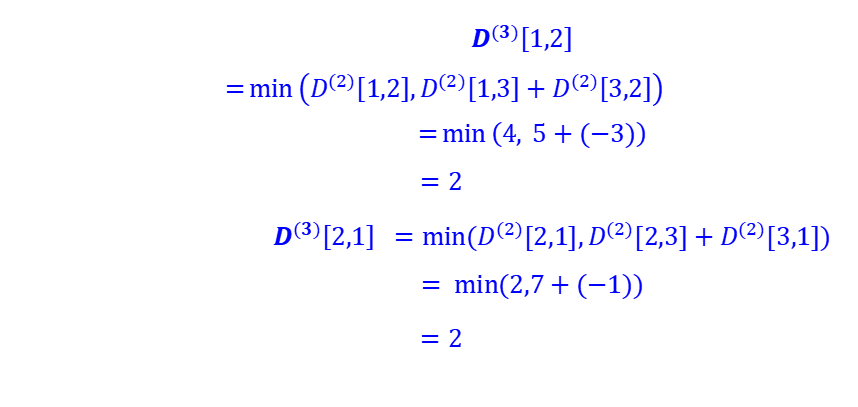 D⁽³⁾[1,2]
= min (D⁽²⁾[1,2], D⁽²⁾[1,3] + D⁽²⁾[3,2])
= min (4, 5 + (−3))
= 2
D⁽³⁾[2,1] = min(D⁽²⁾[2,1], D⁽²⁾[2,3] + D⁽²⁾[3,1])
= min(2,7 + (−1))
= 2